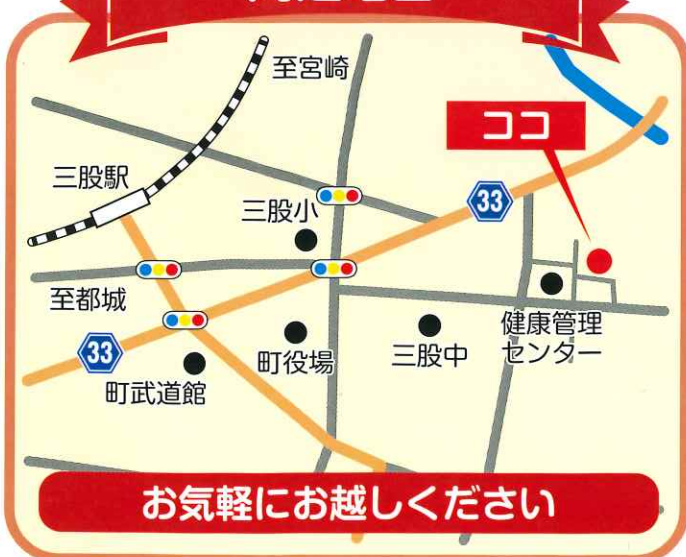 至宮崎
ココ
三股駅
三股小
33
至都城
33
町武道館
町役場
三股中
健康管理
センター
お気軽にお越しください